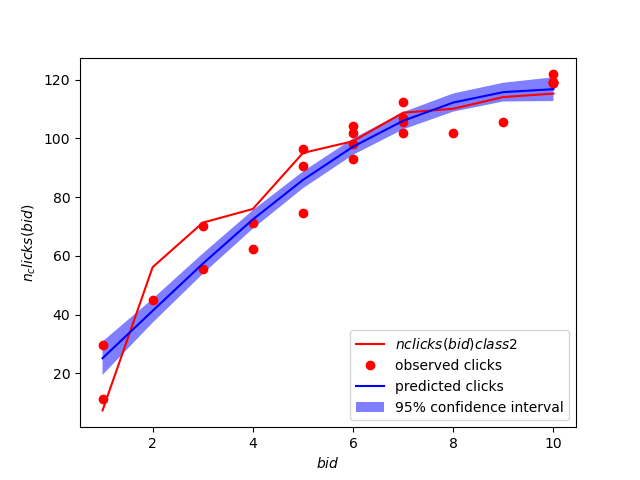 120
100
80
60
40
20
n_clicks(bid)
2
4
6
8
10
bid
nclicks(bid)class2
observed clicks
predicted clicks
95% confidence interval